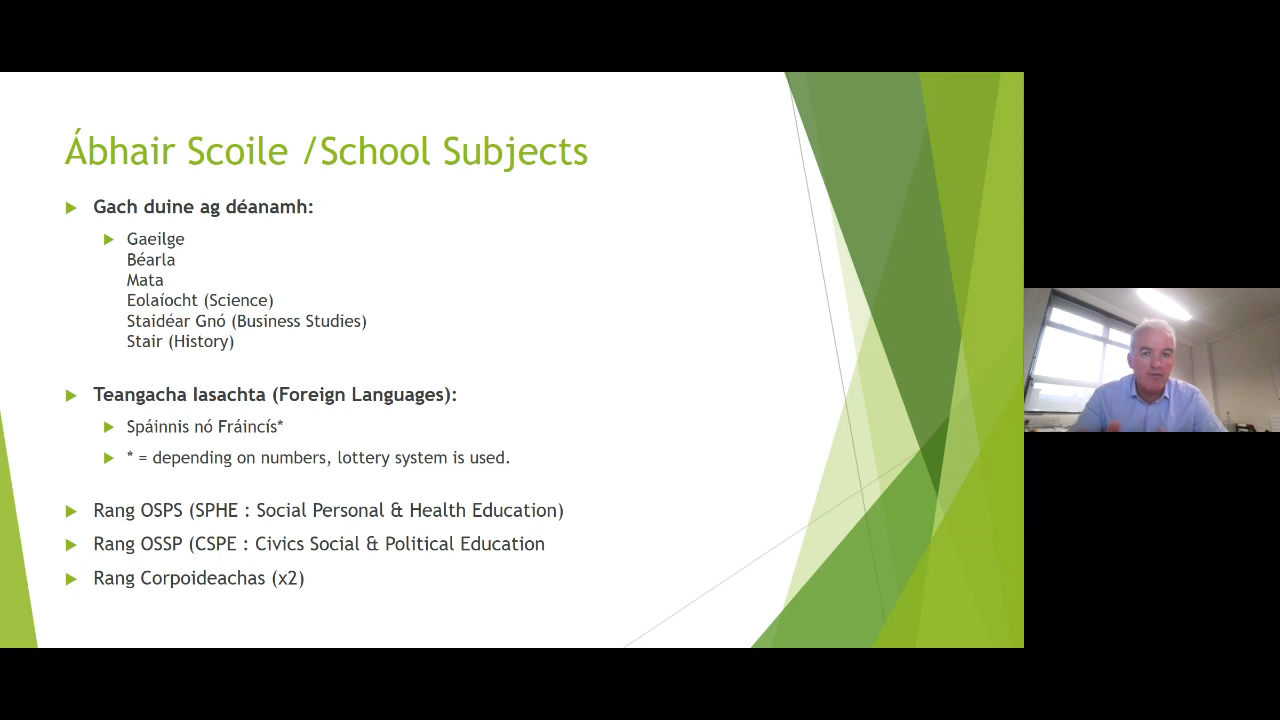 Ábhair Scoile /School Subjects
Gach duine ag déanamh:
Gaeilge
Béarla
Mata
Eolaíocht (Science)
Staidéar Gnó (Business Studies)
Stair (History)
Teangacha Iasachta (Foreign Languages):
Spáinnis nó Fráincís*
* = depending on numbers, lottery system is used.
Rang OSPS (SPHE : Social Personal & Health Education)
Rang OSSP (CSPE : Civics Social & Political Education
Rang Corpoideachas (x2)